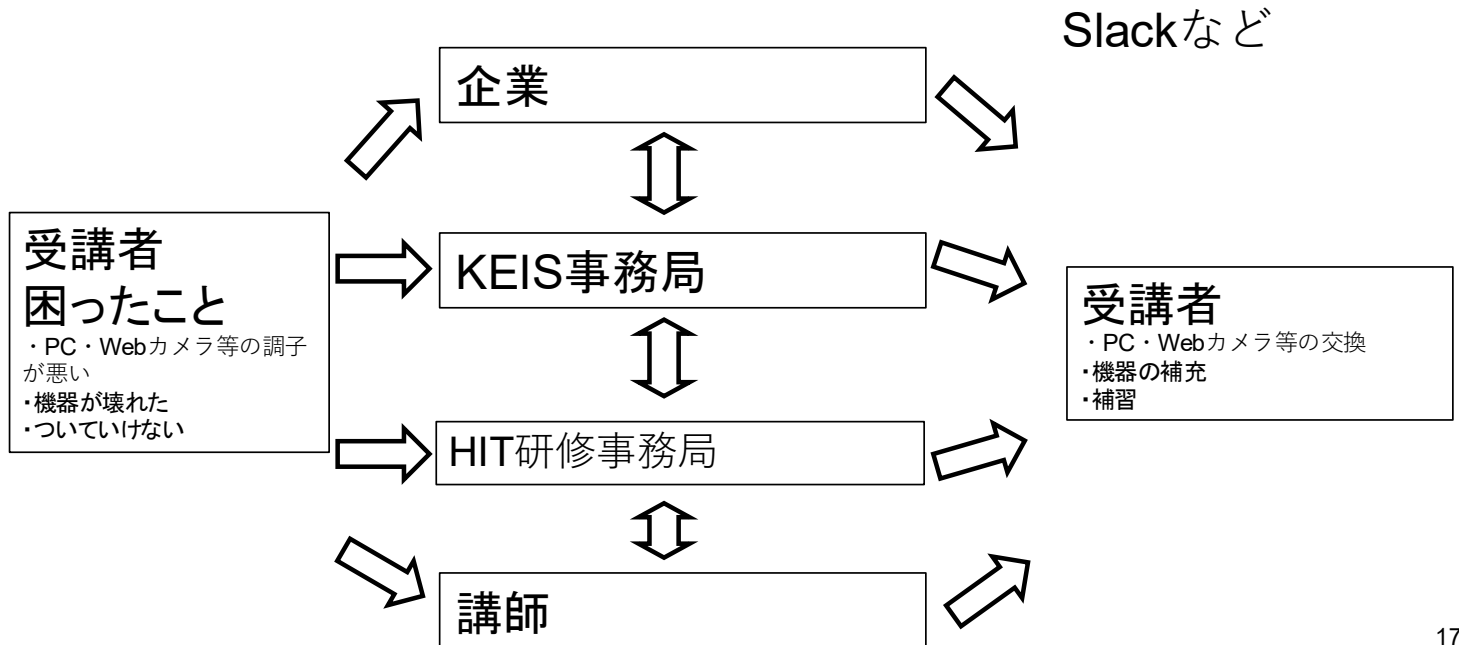 Slackなど
企業
受講者
困ったこと
・PC・Webカメラ等の調子
が悪い
・機器が壊れた
・ついていけない
KEIS事務局
HIT研修事務局
講師
受講者
・PC・Webカメラ等の交換
・機器の補充
・補習
17